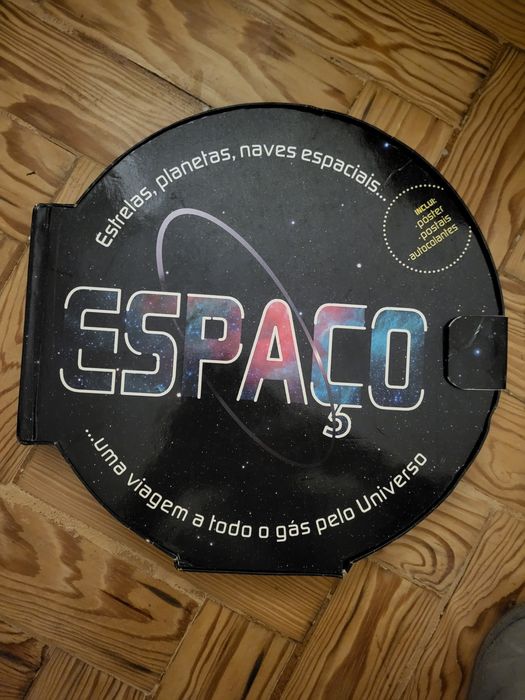 Estrelas, planetas, naves espaciais...
INCLUI:
-póster
-postais
-autocolantes
ESPAÇO
...uma viagem a todo o gás pelo Universo